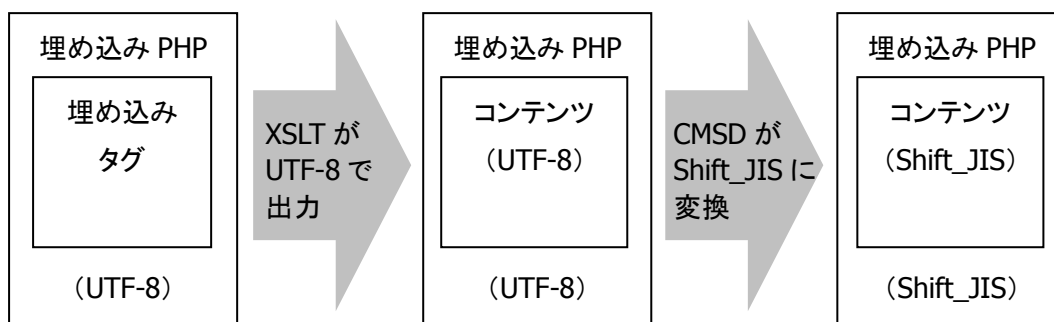 埋め込み PHP
埋め込み
タグ
（UTF-8）
XSLT が
UTF-8 で
出力
埋め込み PHP
コンテンツ
（UTF-8）
（UTF-8）
CMSD が
Shift_JIS に
変換
埋め込み PHP
コンテンツ
（Shift_JIS）
（Shift_JIS）